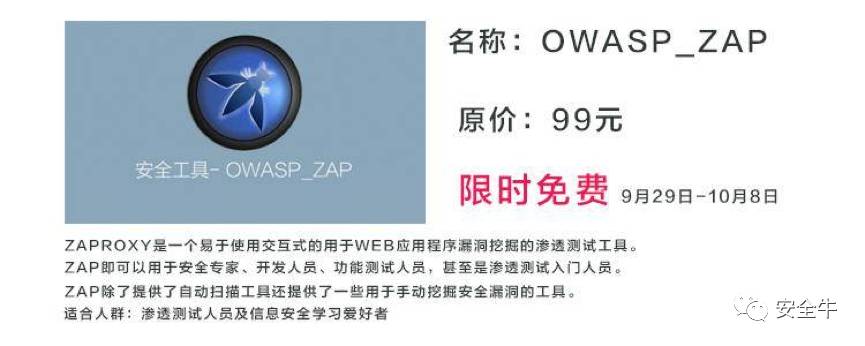 名称：OWASP_ZAP
安全工具- OWASP_ZAP
原价：99元
限时免费 9月29日-10月8日
ZAPROXY是一个易于使用交互式的用于WEB应用程序漏洞挖掘的渗透测试工具。
ZAP即可以用于安全专家、开发人员、功能测试人员，甚至是渗透测试入门人员。
ZAP除了提供了自动扫描工具还提供了一些用于手动挖掘安全漏洞的工具。
适合人群：渗透测试人员及信息安全学习爱好者
安全牛